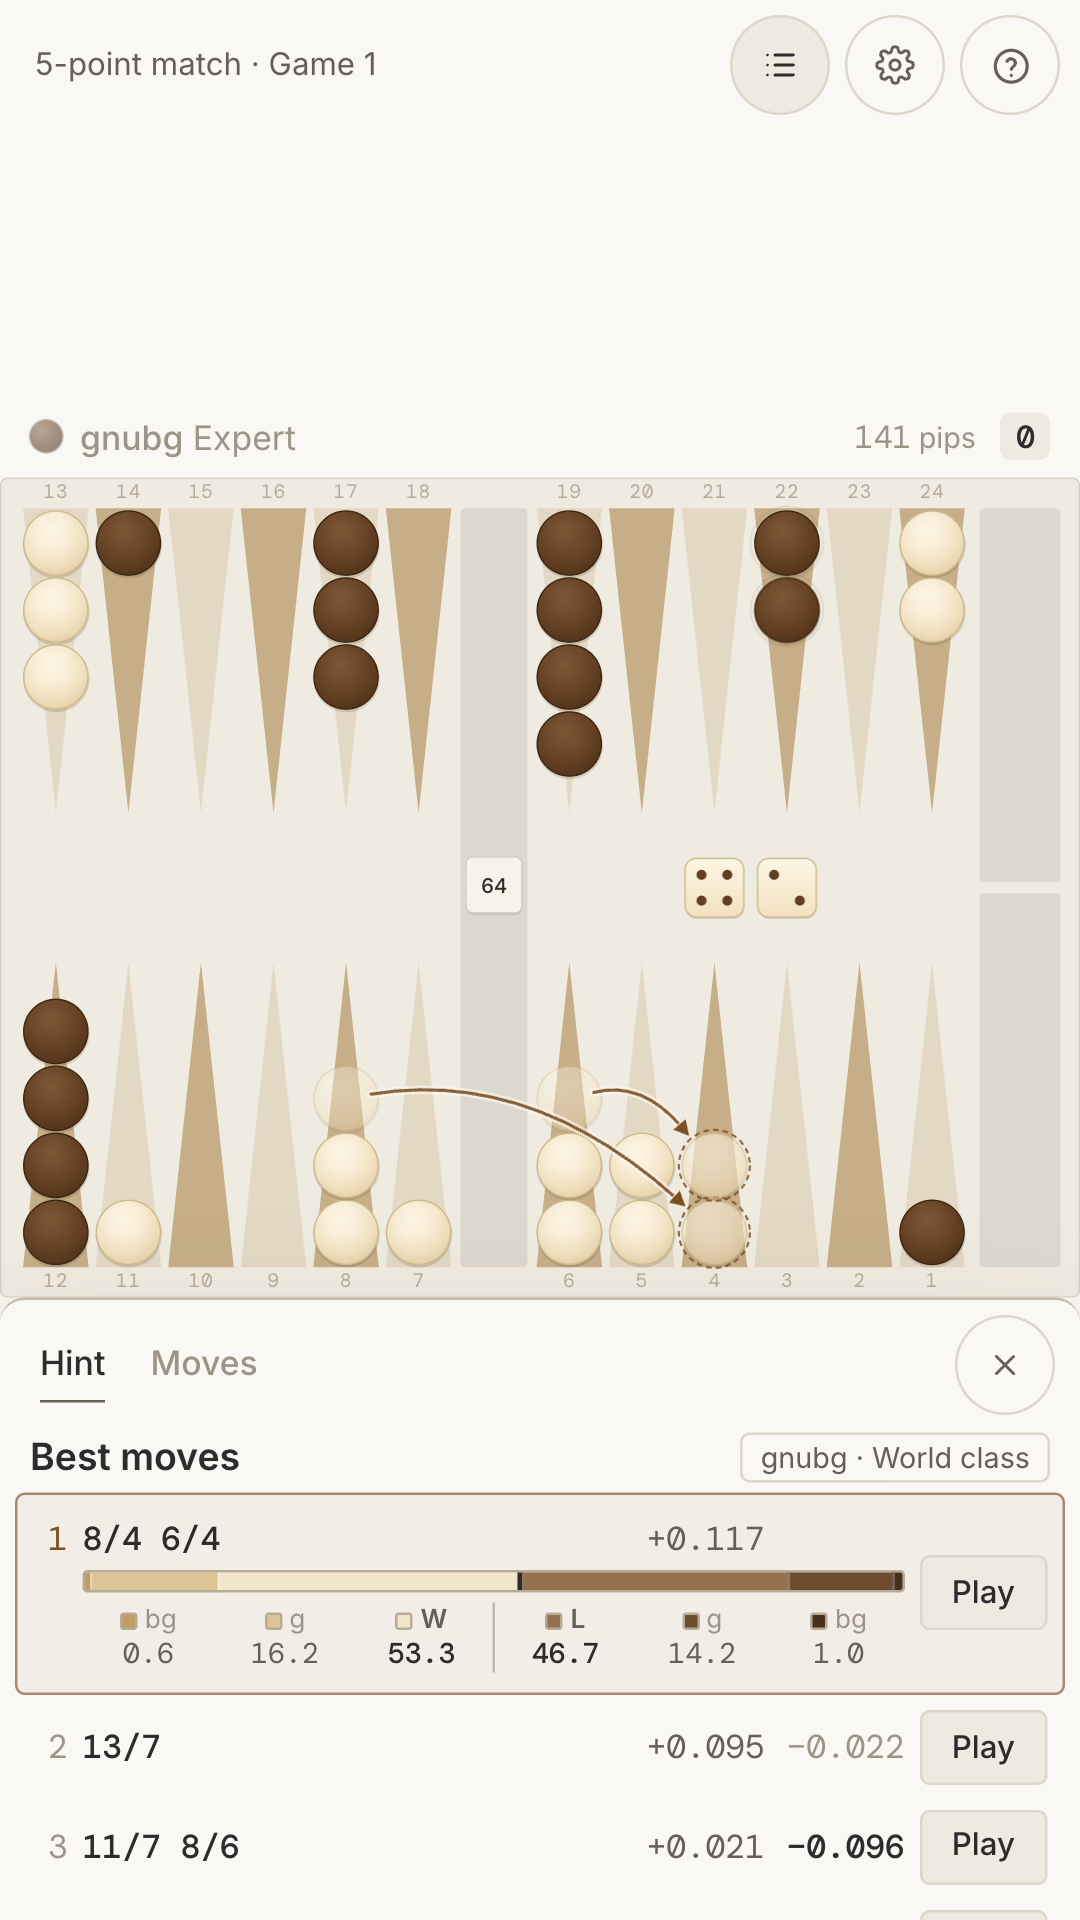 5-point match · Game 1
gnubg Expert
141 pips 0
13 14 15 16 17 18 19 20 21 22 23 24
64
12 11 10 9 8 7 6 5 4 3 2 1
Hint Moves
Best moves
gnubg · World class
1 8/4 6/4 +0.117
Play
bg g W L g bg
0.6 16.2 53.3 46.7 14.2 1.0
2 13/7 +0.095 −0.022 Play
3 11/7 8/6 +0.021 −0.096 Play